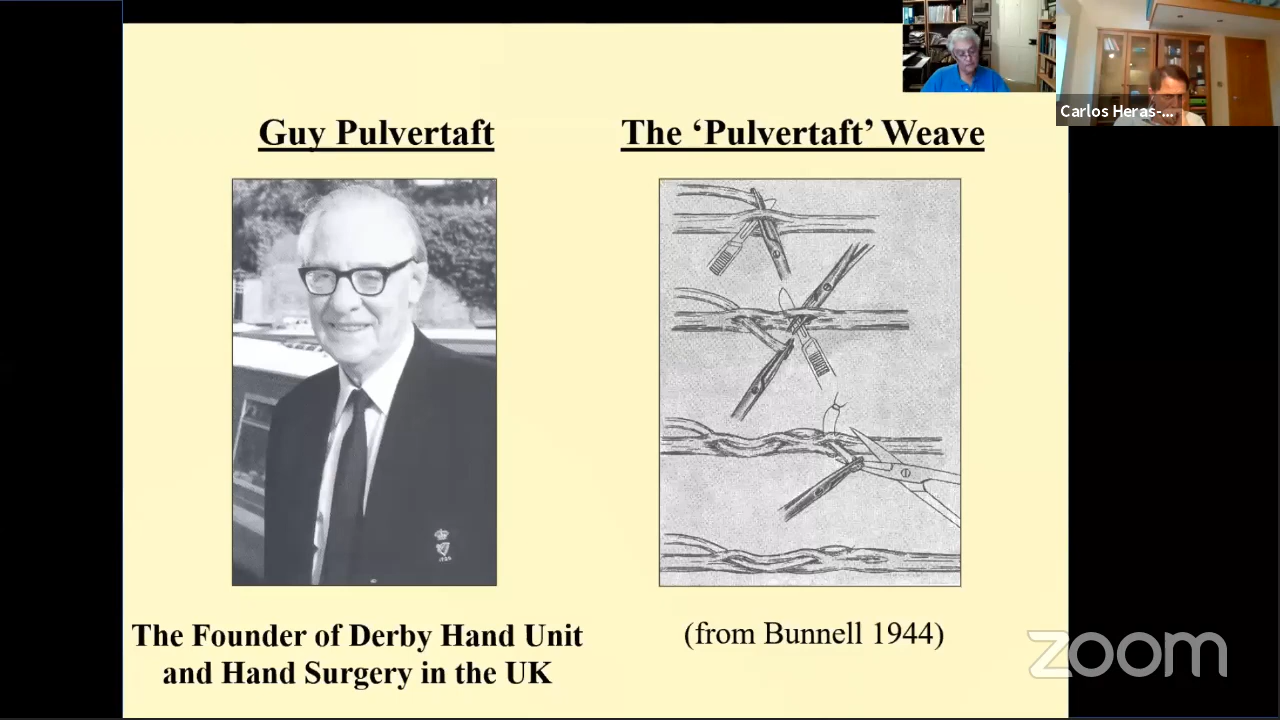 Carlos Heras-...
Guy Pulvertaft
The ‘Pulvertaft’ Weave
The Founder of Derby Hand Unit
and Hand Surgery in the UK
(from Bunnell 1944)
zoom